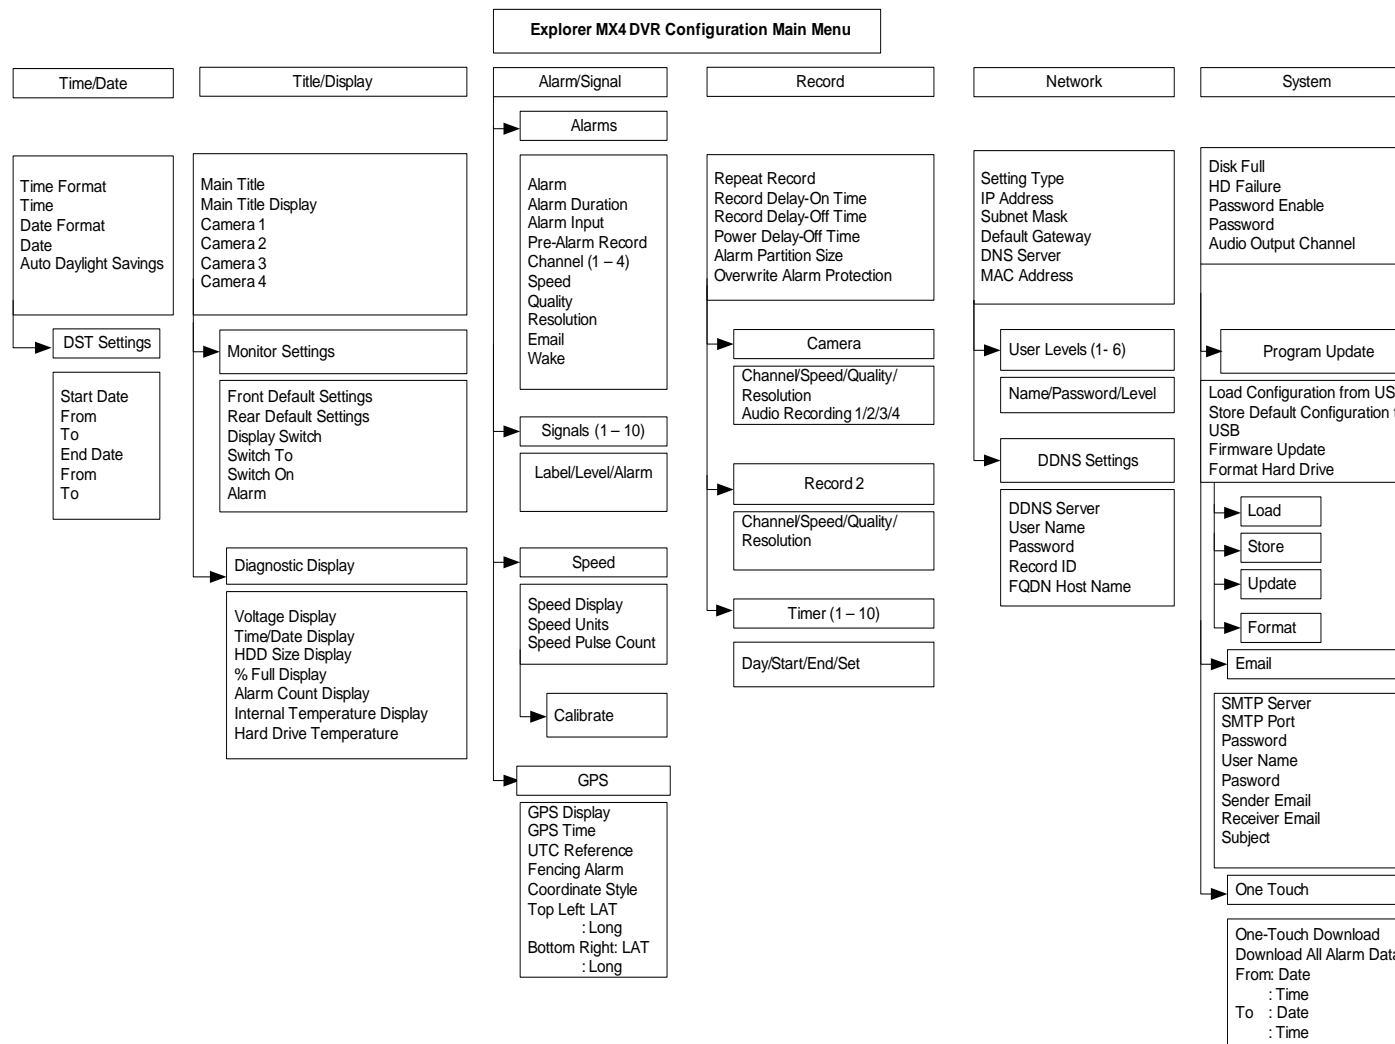 Explorer MX4 DVR Configuration Main Menu
Time/Date
Time Format
Time
Date Format
Date
Auto Daylight Savings
DST Settings
Start Date
From
To
End Date
From
To
Title/Display
Main Title
Main Title Display
Camera 1
Camera 2
Camera 3
Camera 4
Monitor Settings
Front Default Settings
Rear Default Settings
Display Switch
Switch To
Switch On
Alarm
Diagnostic Display
Voltage Display
Time/Date Display
HDD Size Display
% Full Display
Alarm Count Display
Internal Temperature Display
Hard Drive Temperature
Alarm/Signal
Alarms
Alarm
Alarm Duration
Alarm Input
Pre-Alarm Record
Channel (1 – 4)
Speed
Quality
Resolution
Email
Wake
Signals (1 – 10)
Label/Level/Alarm
Speed
Speed Display
Speed Units
Speed Pulse Count
Calibrate
GPS
GPS Display
GPS Time
UTC Reference
Fencing Alarm
Coordinate Style
Top Left: LAT
: Long
Bottom Right: LAT
: Long
Record
Repeat Record
Record Delay-On Time
Record Delay-Off Time
Power Delay-Off Time
Alarm Partition Size
Overwrite Alarm Protection
Camera
Channel/Speed/Quality/
Resolution
Audio Recording 1/2/3/4
Record 2
Channel/Speed/Quality/
Resolution
Timer (1 – 10)
Day/Start/End/Set
Network
Setting Type
IP Address
Subnet Mask
Default Gateway
DNS Server
MAC Address
User Levels (1- 6)
Name/Password/Level
DDNS Settings
DDNS Server
User Name
Password
Record ID
FQDN Host Name
System
Disk Full
HD Failure
Password Enable
Password
Audio Output Channel
Program Update
Load Configuration from US
Store Default Configuration
USB
Firmware Update
Format Hard Drive
Load
Store
Update
Format
Email
SMTP Server
SMTP Port
Password
User Name
Pasword
Sender Email
Receiver Email
Subject
One Touch
One-Touch Download
Download All Alarm Data
From: Date
: Time
To : Date
: Time